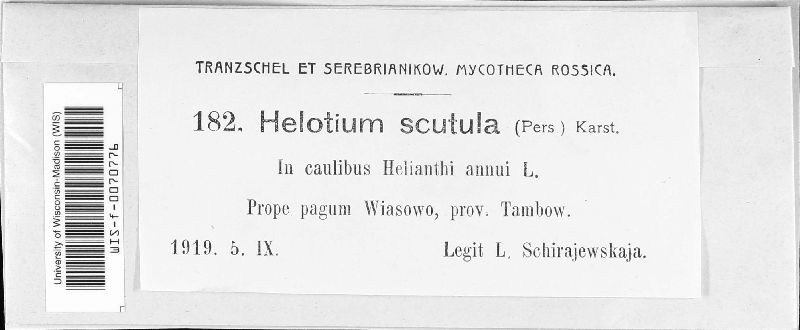 TRANZSCHEL ET SEREBRIANIKOW. MYCOTHECA ROSSICA.
182. Helotium scutula (Pers.) Karst.
In caulibus Helianthi annui L.
Prope pagum Wiasowo, prov. Tambow.
1919. 5. IX. Legit L. Schirajewskaja.
University of Wisconsin-Madison (WIS)
WIS-f-0070776